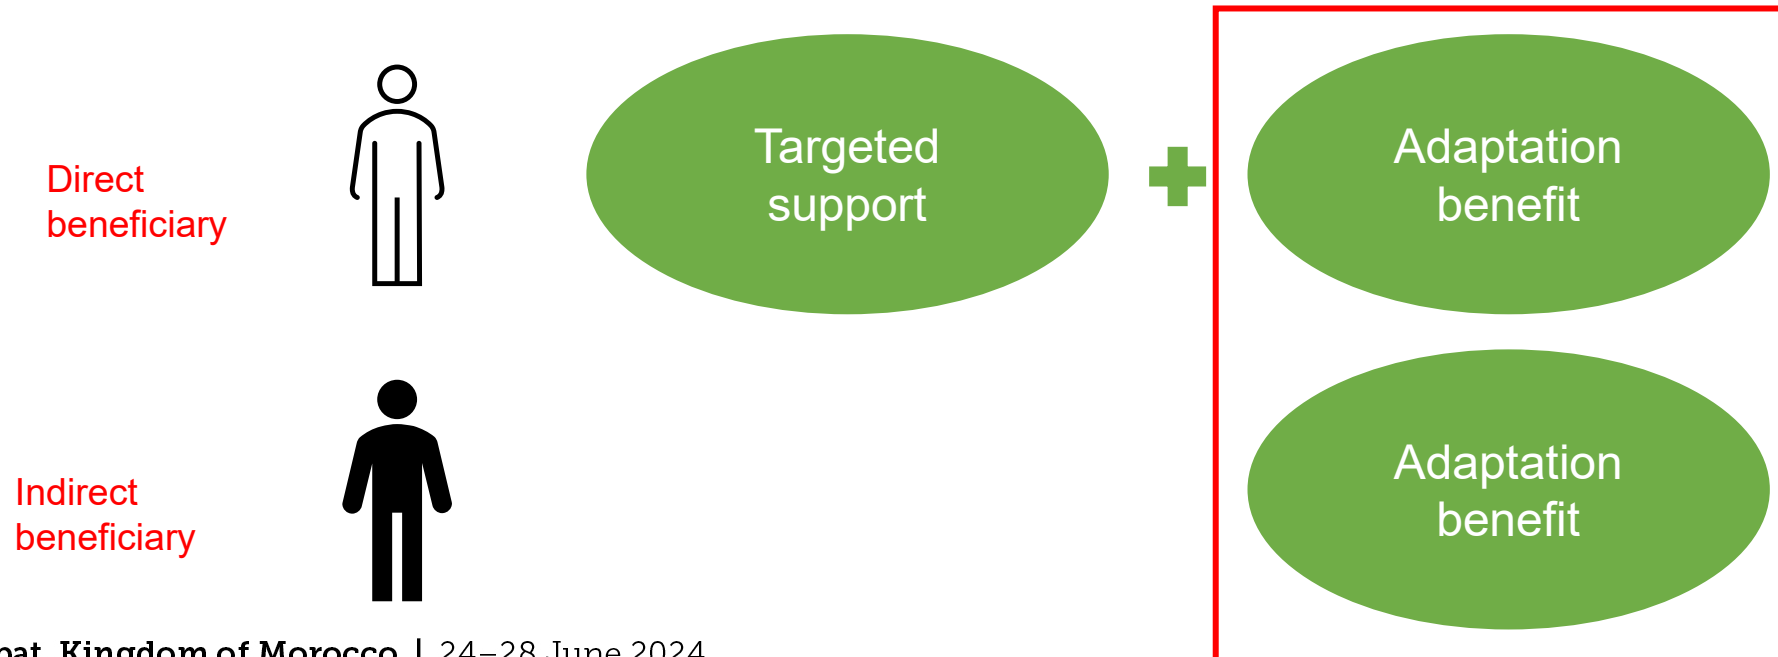 Targeted
support
Adaptation
benefit
Direct
beneficiary
Adaptation
benefit
Indirect
beneficiary
Kingdom of Morocco | 24–28 June 2024